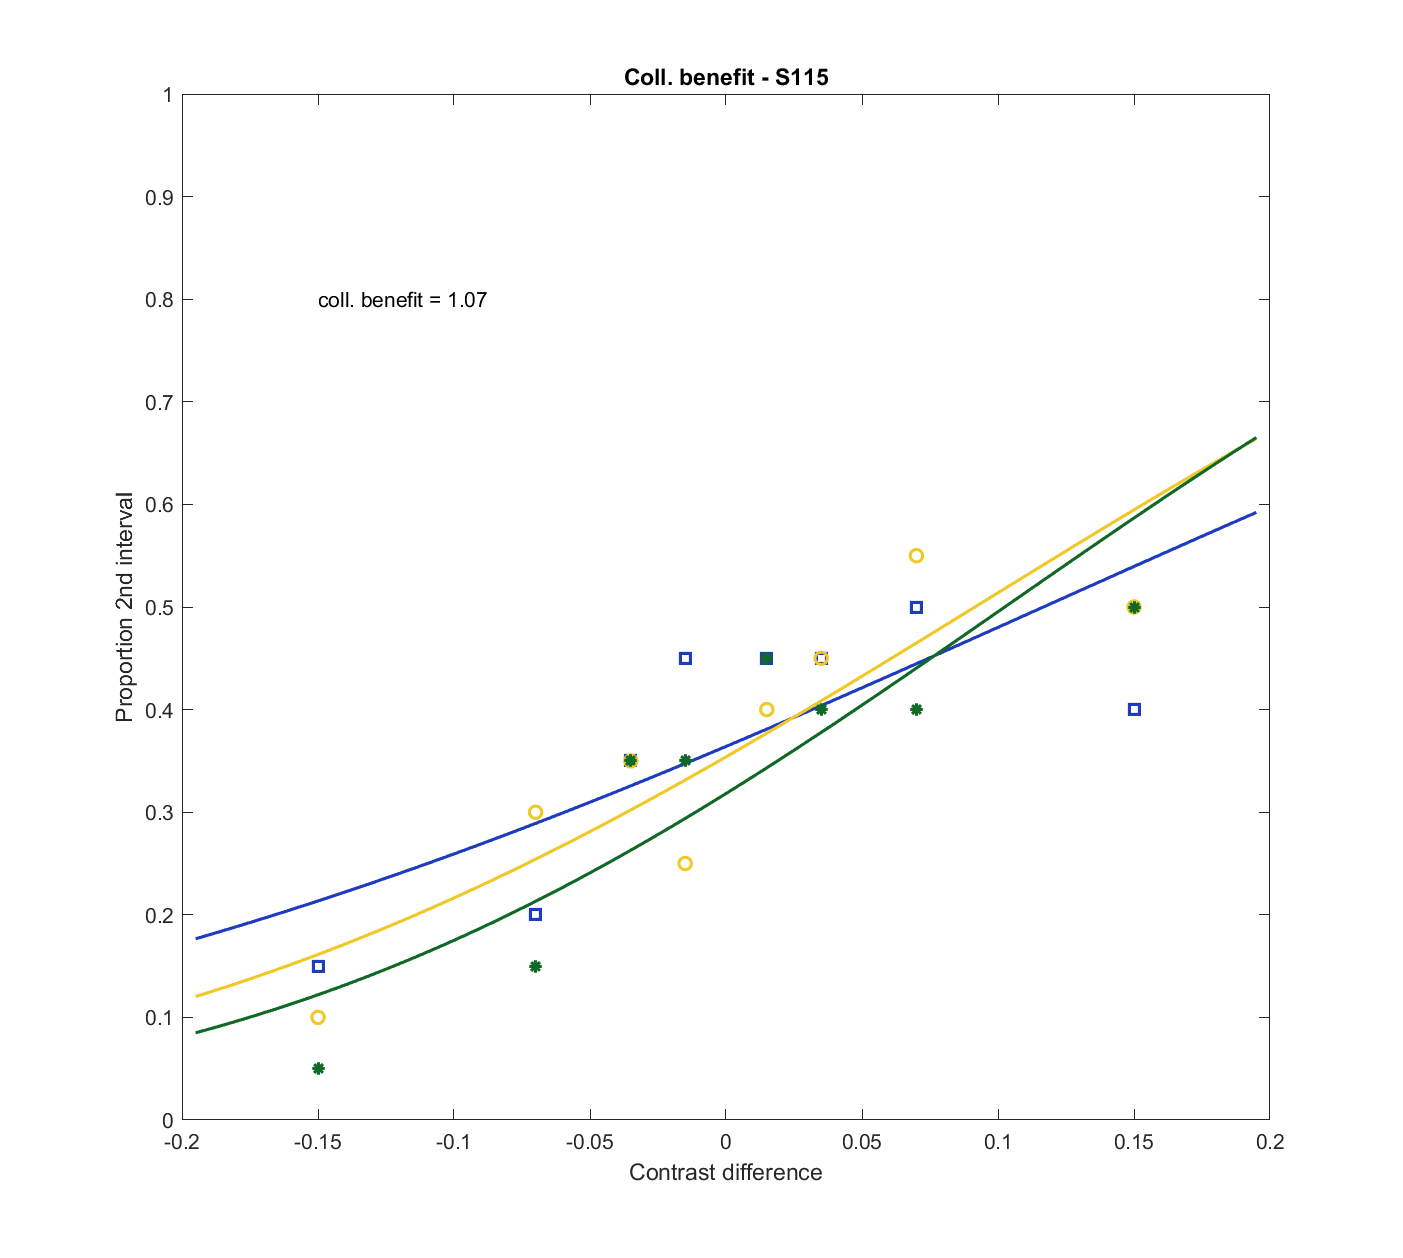 Coll. benefit - S115
1
0.9
0.8
0.7
0.6
0.5
0.4
0.3
0.2
0.1
0
coll. benefit = 1.07
Proportion 2nd interval
-0.2 -0.15 -0.1 -0.05 0 0.05 0.1 0.15 0.2
Contrast difference